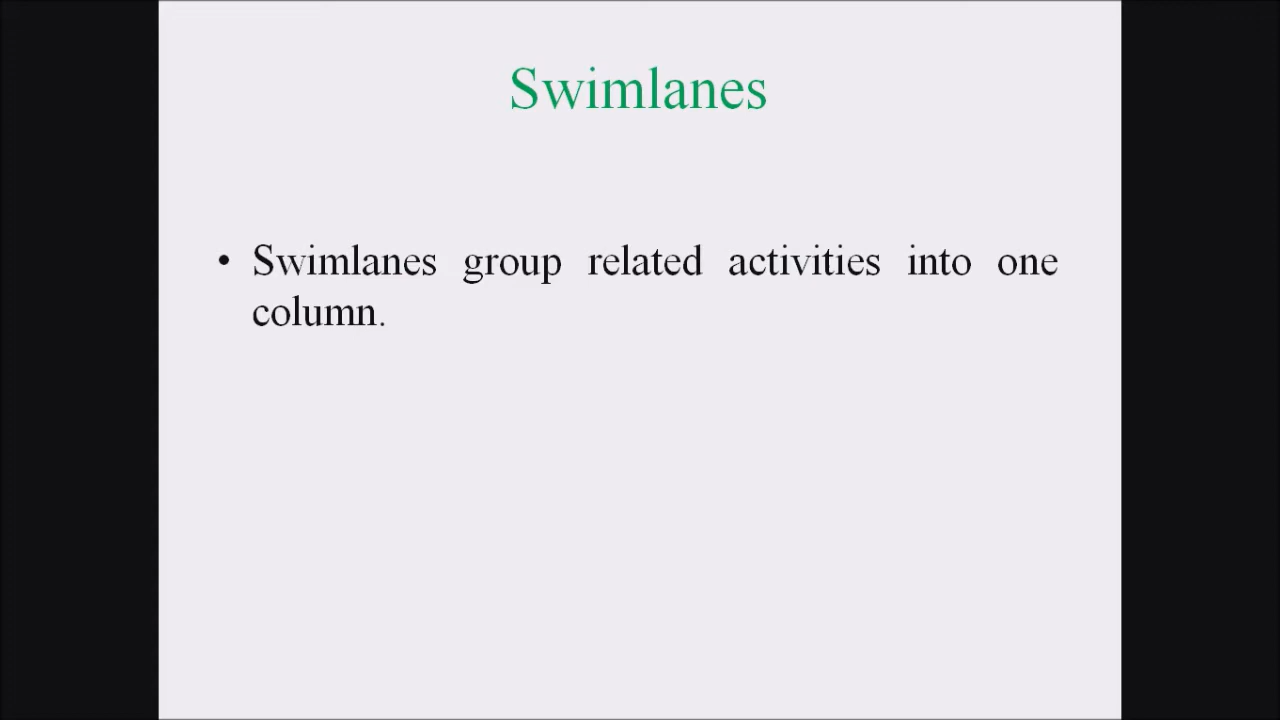 Swimlanes
• Swimlanes group related activities into one
column.